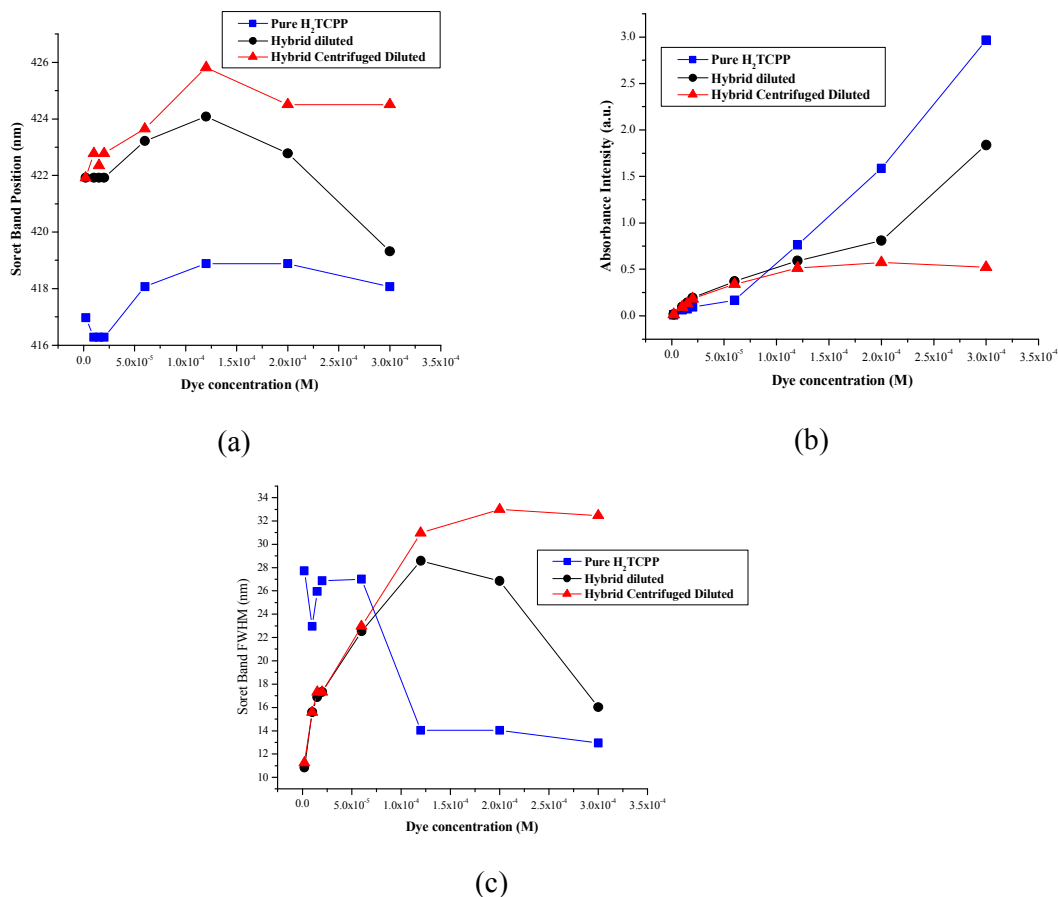 Pure H₂TCPP
Hybrid diluted
Hybrid Centrifuged Diluted
426
424
422
420
418
416
Soret Band Position (nm)
0.0 5.0x10⁻⁵ 1.0x10⁻⁴ 1.5x10⁻⁴ 2.0x10⁻⁴ 2.5x10⁻⁴ 3.0x10⁻⁴ 3.5x10⁻⁴
Dye concentration (M)
(a)
Pure H₂TCPP
Hybrid diluted
Hybrid Centrifuged Diluted
3.0
2.5
2.0
1.5
1.0
0.5
0.0
Absorbance Intensity (a.u.)
0.0 5.0x10⁻⁵ 1.0x10⁻⁴ 1.5x10⁻⁴ 2.0x10⁻⁴ 2.5x10⁻⁴ 3.0x10⁻⁴ 3.5x10⁻⁴
Dye concentration (M)
(b)
Pure H₂TCPP
Hybrid diluted
Hybrid Centrifuged Diluted
34
32
30
28
26
24
22
20
18
16
14
12
10
Soret Band FWHM (nm)
0.0 5.0x10⁻⁵ 1.0x10⁻⁴ 1.5x10⁻⁴ 2.0x10⁻⁴ 2.5x10⁻⁴ 3.0x10⁻⁴ 3.5x10⁻⁴
Dye concentration (M)
(c)